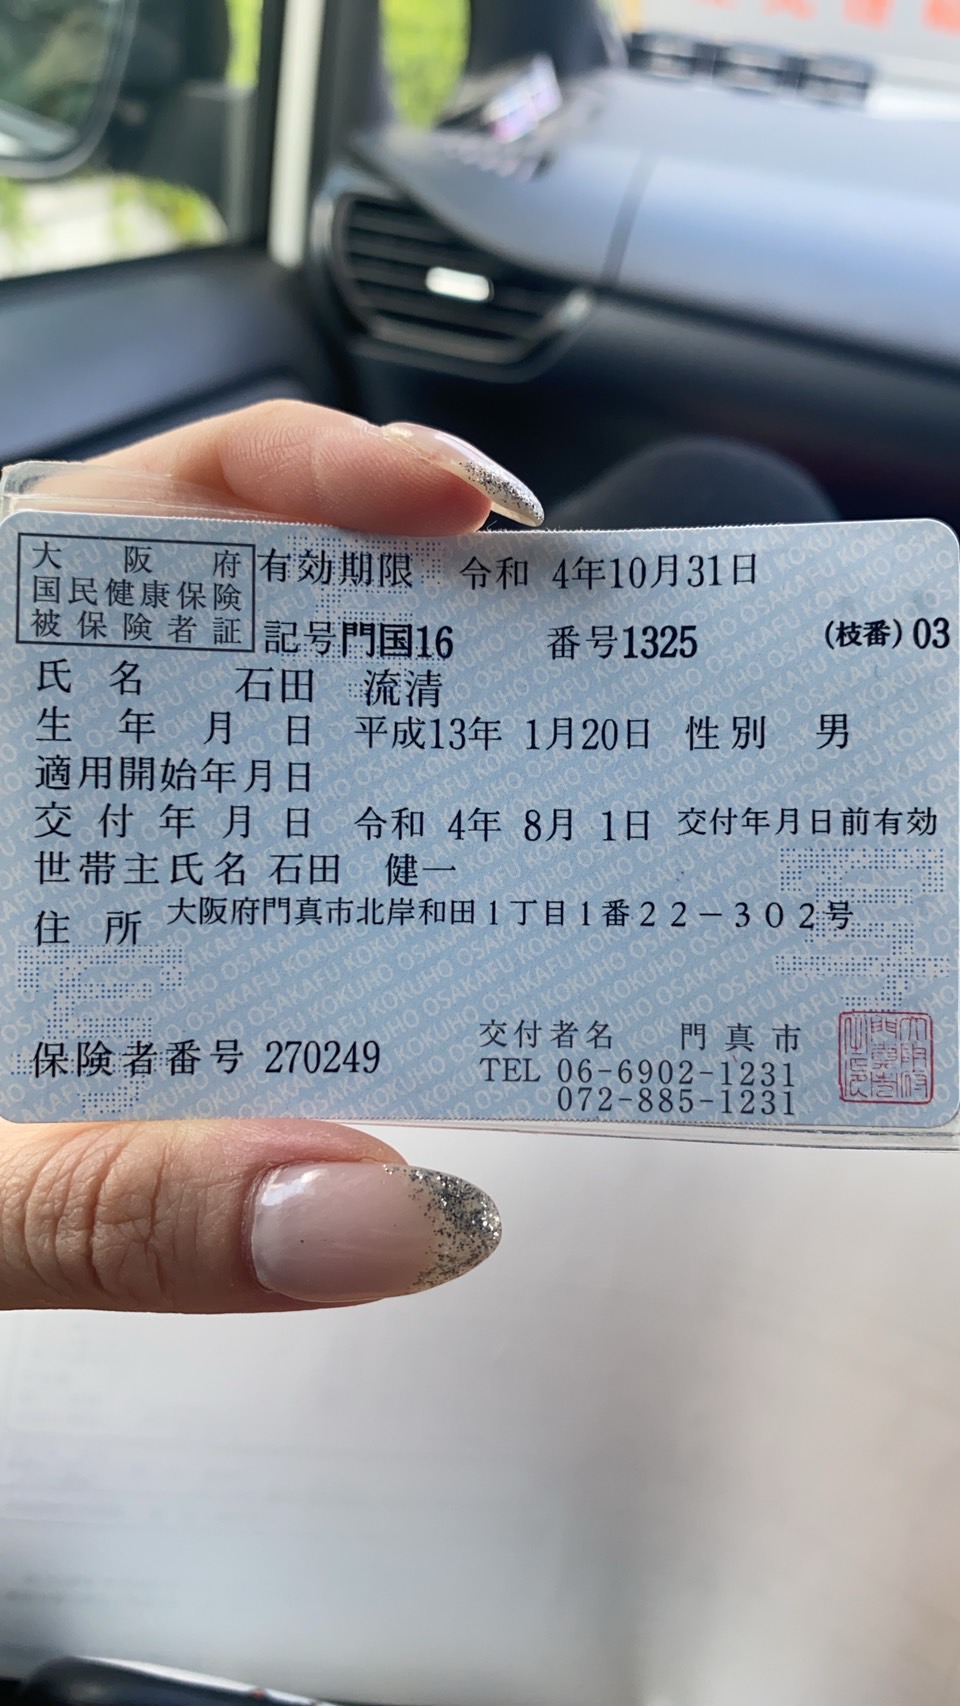 大阪府
国民健康保険
被保険者証
有効期限 令和 4年10月31日
記号門国16 番号1325 (枝番)03
氏名 石田 流清
生年月日 平成13年 1月20日 性別 男
適用開始年月日
交付年月日 令和 4年 8月 1日 交付年月日前有効
世帯主氏名 石田 健一
住所 大阪府門真市北岸和田1丁目1番22-302号
保険者番号 270249
交付者名 門真市
TEL 06-6902-1231
072-885-1231